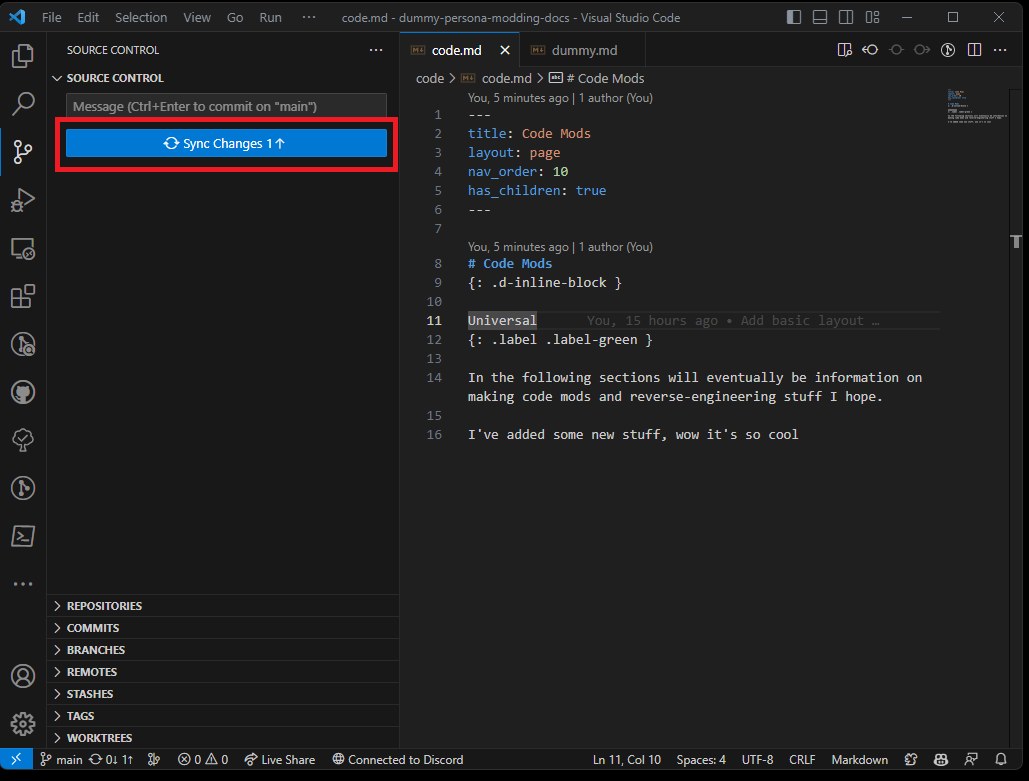 File Edit Selection View Go Run ··· code.md - dummy-persona-modding-docs - Visual Studio Code
SOURCE CONTROL ···
SOURCE CONTROL
Message (Ctrl+Enter to commit on "main")
Sync Changes 1↑
REPOSITORIES
COMMITS
BRANCHES
REMOTES
STASHES
TAGS
WORKTREES
code.md dummy.md
code > code.md > # Code Mods
You, 5 minutes ago | 1 author (You)
1 ---
2 title: Code Mods
3 layout: page
4 nav_order: 10
5 has_children: true
6 ---
7
You, 5 minutes ago | 1 author (You)
8 # Code Mods
9 {: .d-inline-block }
10
11 Universal You, 15 hours ago • Add basic layout …
12 {: .label .label-green }
13
14 In the following sections will eventually be information on
making code mods and reverse-engineering stuff I hope.
15
16 I've added some new stuff, wow it's so cool
main 0↓ 1↑ 0 0 Live Share Connected to Discord Ln 11, Col 10 Spaces: 4 UTF-8 CRLF Markdown